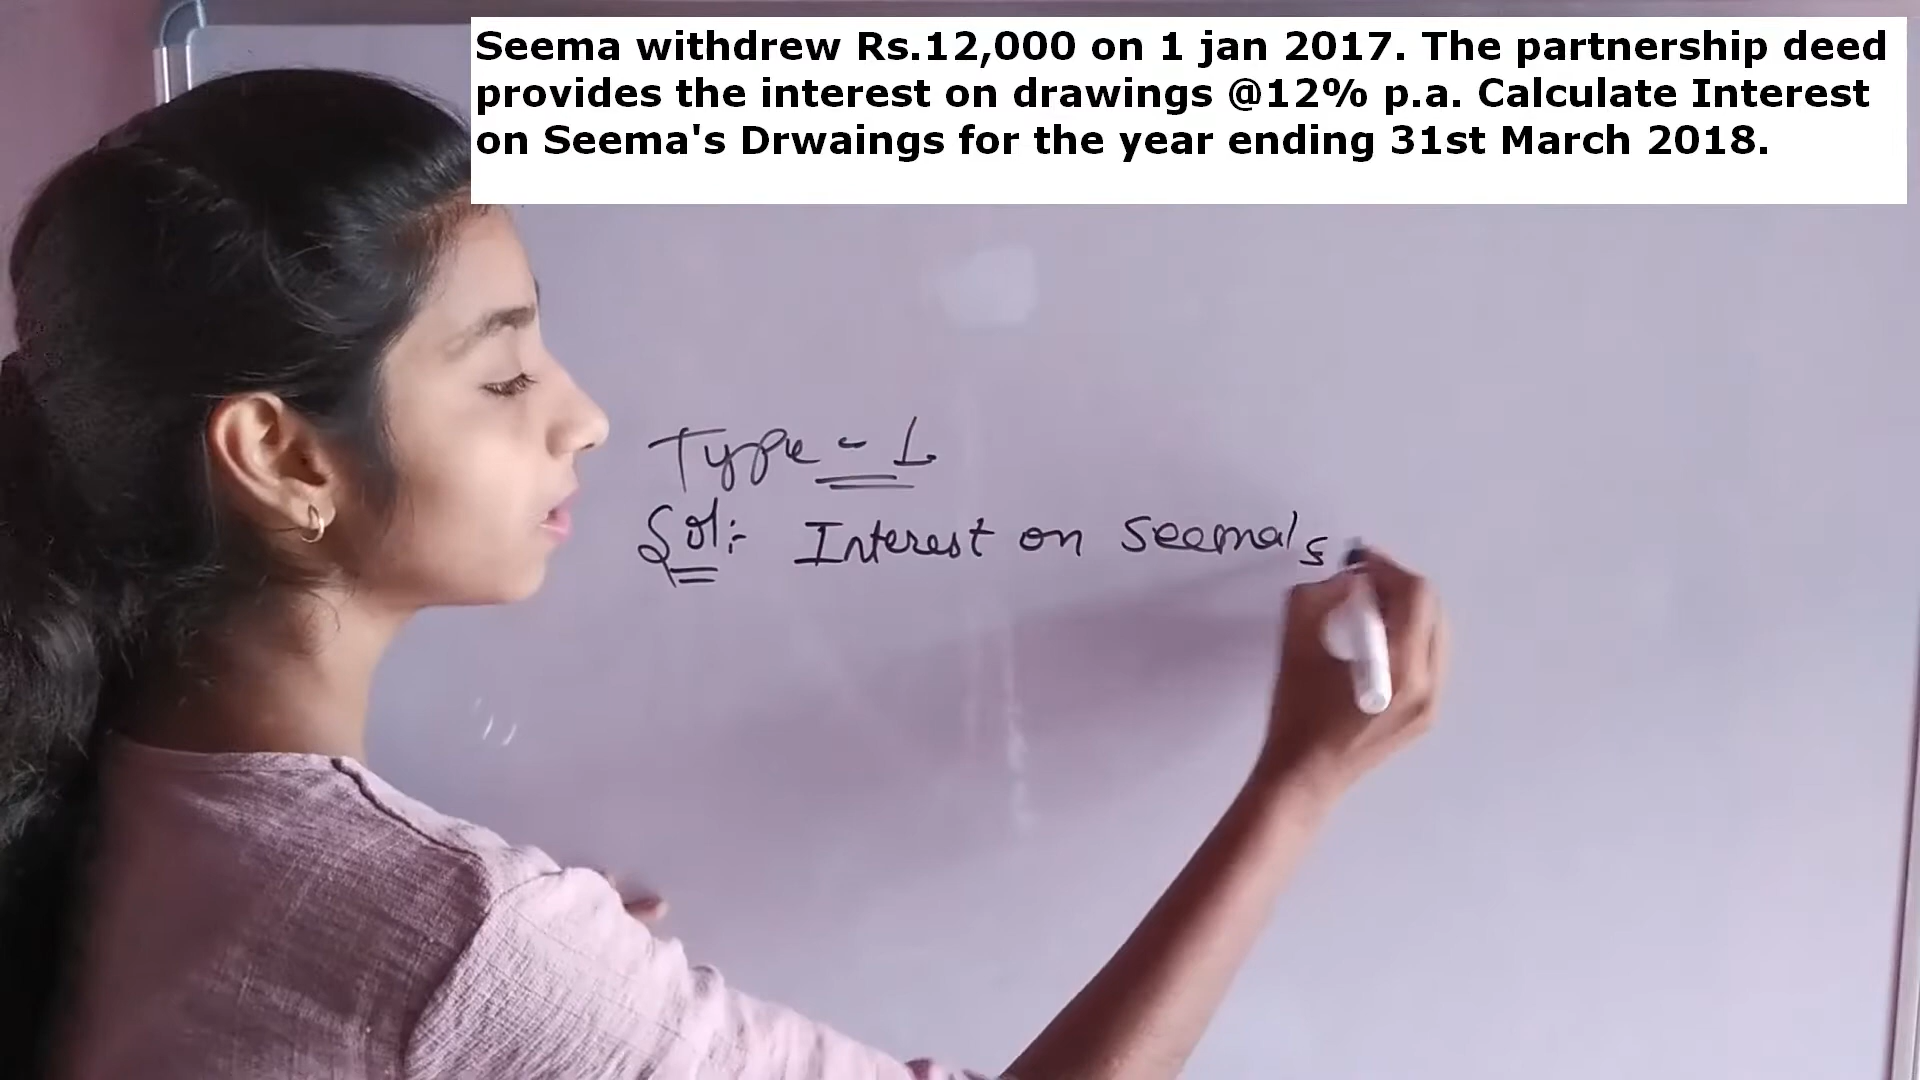 Seema withdrew Rs.12,000 on 1 jan 2017. The partnership deed
provides the interest on drawings @12% p.a. Calculate Interest
on Seema's Drwaings for the year ending 31st March 2018.
Type - 1
Sol:- Interest on Seema's